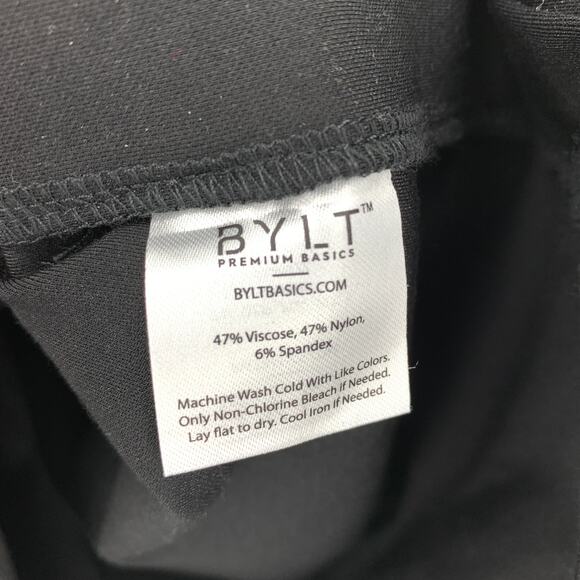 BYLT™
PREMIUM BASICS
BYLTBASICS.COM
47% Viscose, 47% Nylon,
6% Spandex
Machine Wash Cold With Like Colors.
Only Non-Chlorine Bleach if Needed.
Lay flat to dry. Cool Iron if Needed.